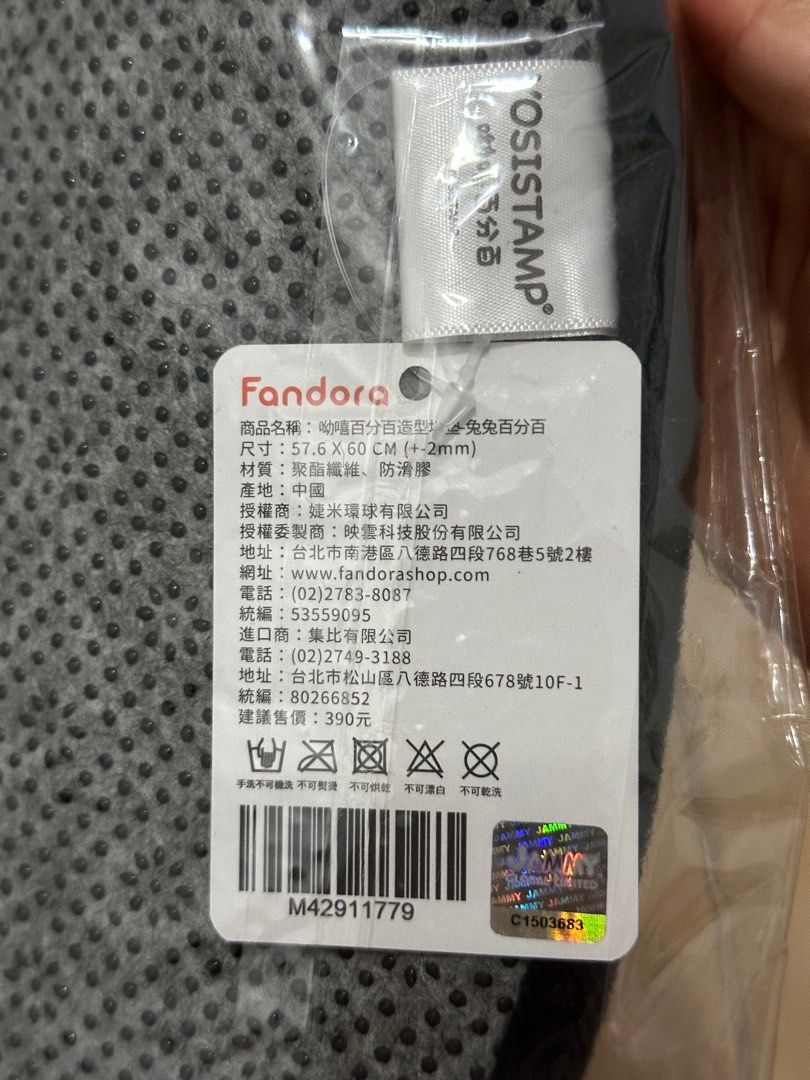 YOSISTAMP®
百分百
Fandora
商品名稱：呦嘻百分百造型地墊-兔兔百分百
尺寸：57.6 X 60 CM (+-2mm)
材質：聚酯纖維、防滑膠
產地：中國
授權商：婕米環球有限公司
授權委製商：映雲科技股份有限公司
地址：台北市南港區八德路四段768巷5號2樓
網址：www.fandorashop.com
電話：(02)2783-8087
統編：53559095
進口商：集比有限公司
電話：(02)2749-3188
地址：台北市松山區八德路四段678號10F-1
統編：80266852
建議售價：390元
手洗不可機洗 不可熨燙 不可烘乾 不可漂白 不可乾洗
M42911779
JAMMY
GLOBAL LIMITED
C1503683